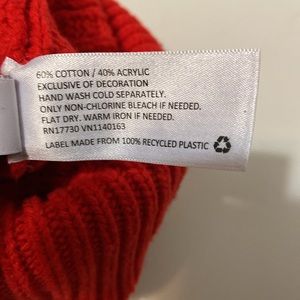 60% COTTON / 40% ACRYLIC
EXCLUSIVE OF DECORATION
HAND WASH COLD SEPARATELY.
ONLY NON-CHLORINE BLEACH IF NEEDED.
FLAT DRY. WARM IRON IF NEEDED.
RN17730 VN1140163
LABEL MADE FROM 100% RECYCLED PLASTIC